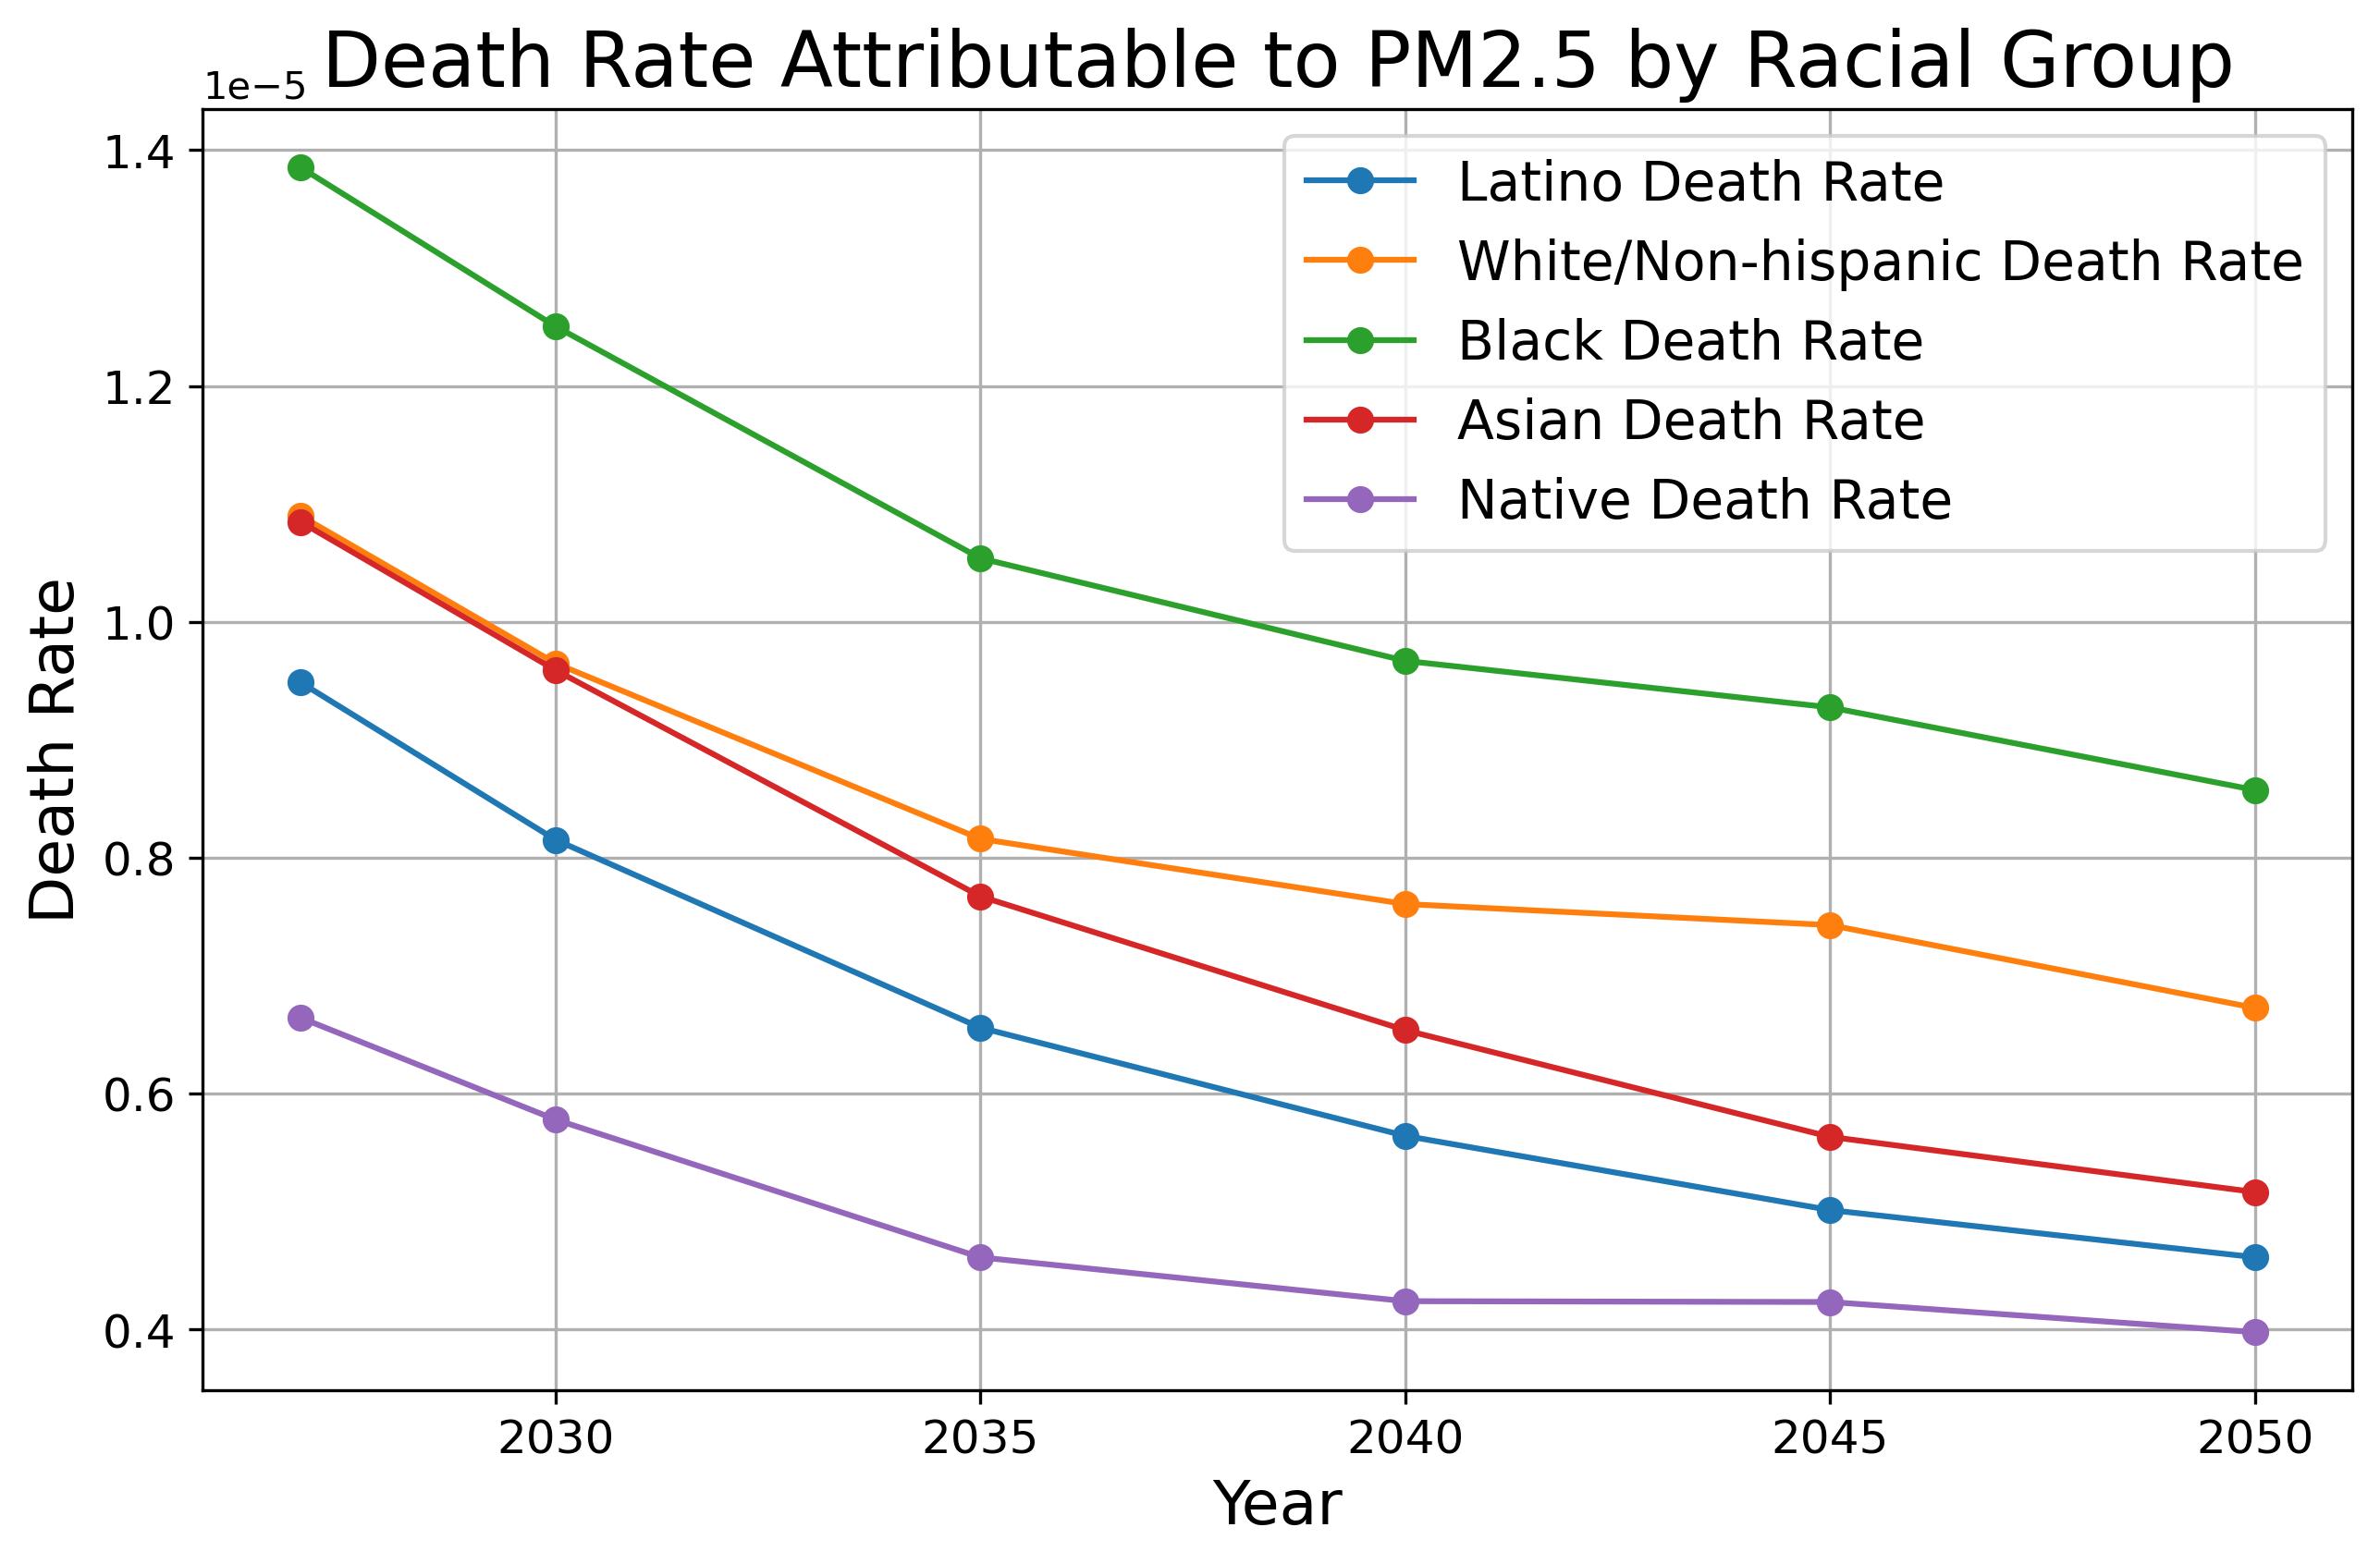 Death Rate Attributable to PM2.5 by Racial Group
1e−5
1.4
1.2
1.0
0.8
0.6
0.4
Death Rate
Latino Death Rate
White/Non-hispanic Death Rate
Black Death Rate
Asian Death Rate
Native Death Rate
2030 2035 2040 2045 2050
Year